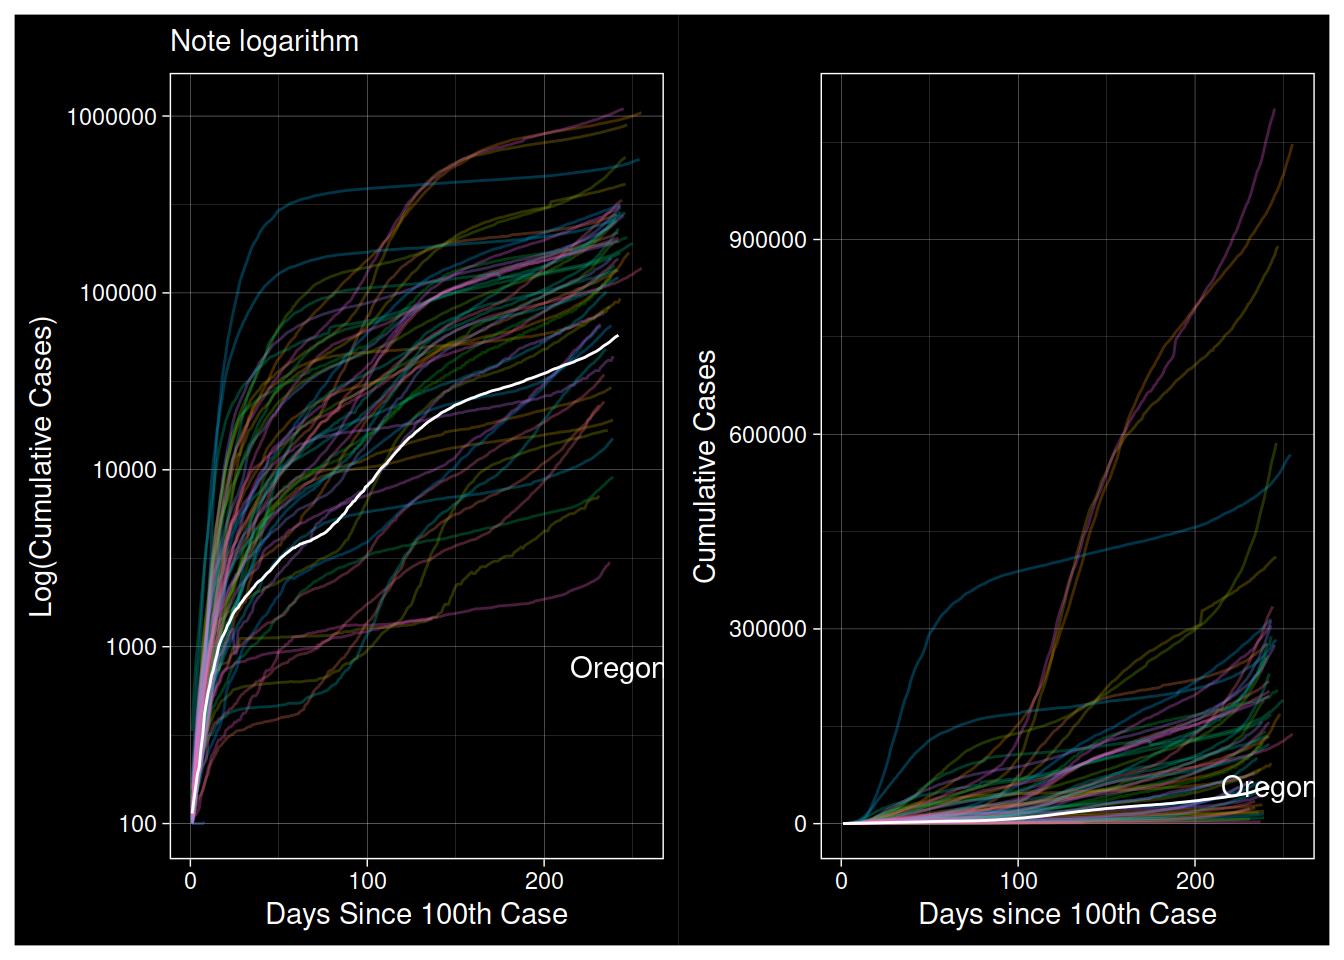 Note logarithm
Log(Cumulative Cases)
1000000
100000
10000
1000
100
Oregon
0
100
200
Days Since 100th Case
Cumulative Cases
900000
600000
300000
0
Oregon
0
100
200
Days since 100th Case